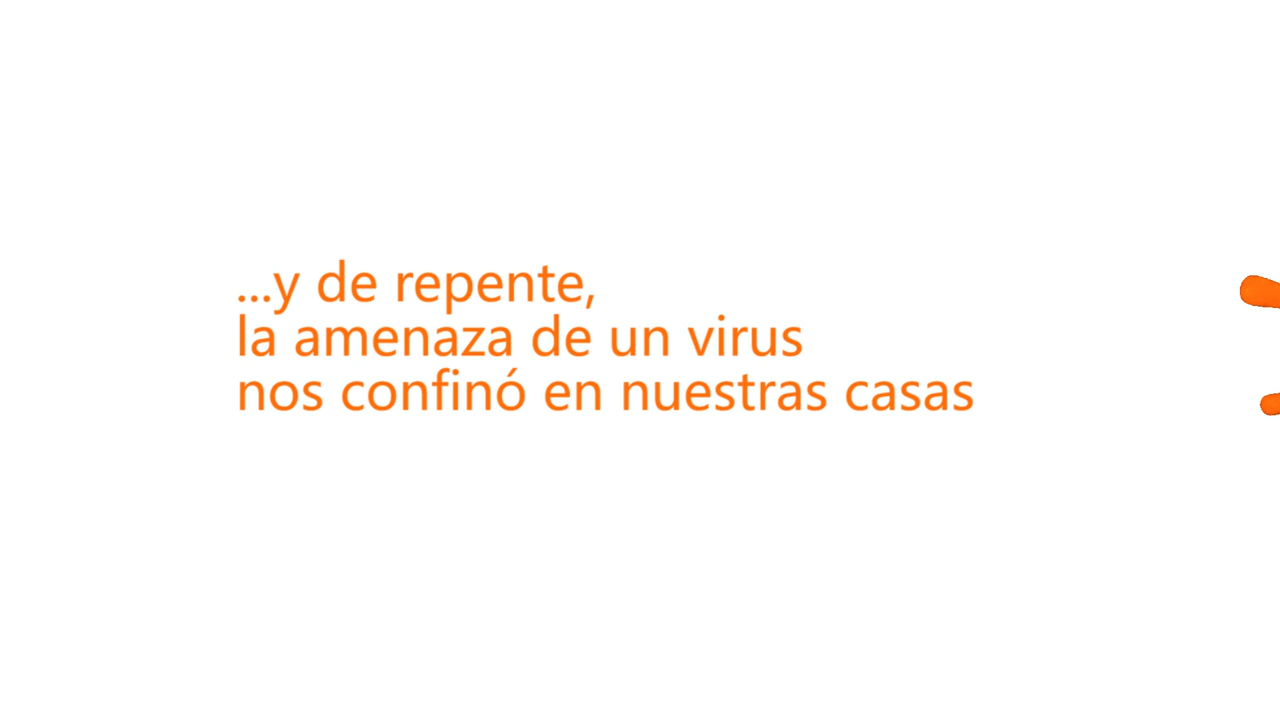 ...y de repente,
la amenaza de un virus
nos confinó en nuestras casas